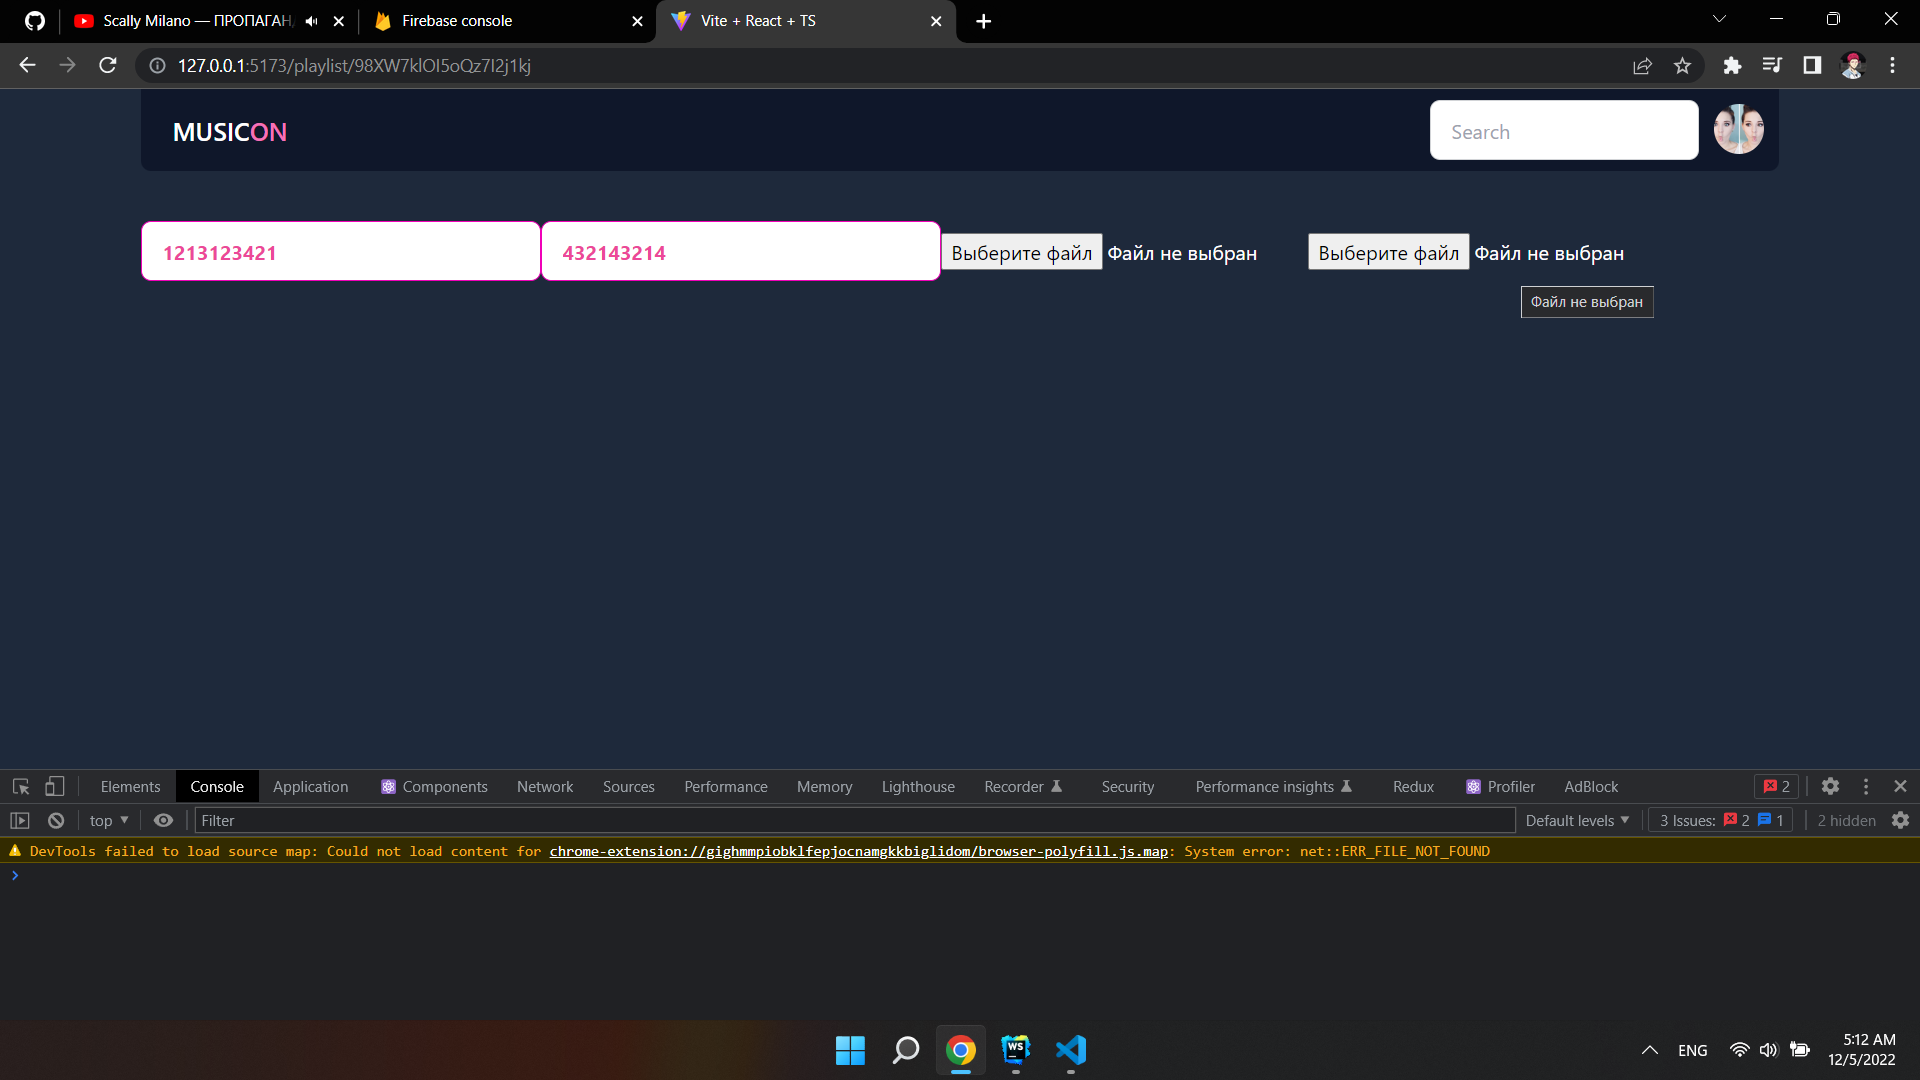 Scally Milano — ПРОПАГАН
Firebase console
Vite + React + TS
127.0.0.1:5173/playlist/98XW7klOI5oQz7I2j1kj
MUSICON
Search
1213123421
432143214
Выберите файл
Файл не выбран
Выберите файл
Файл не выбран
Файл не выбран
Elements
Console
Application
Components
Network
Sources
Performance
Memory
Lighthouse
Recorder
Security
Performance insights
Redux
Profiler
AdBlock
2
top
Filter
Default levels
3 Issues: 2 1
2 hidden
DevTools failed to load source map: Could not load content for chrome-extension://gighmmpiobklfepjocnamgkkbiglidom/browser-polyfill.js.map: System error: net::ERR_FILE_NOT_FOUND
WS
ENG
5:12 AM
12/5/2022